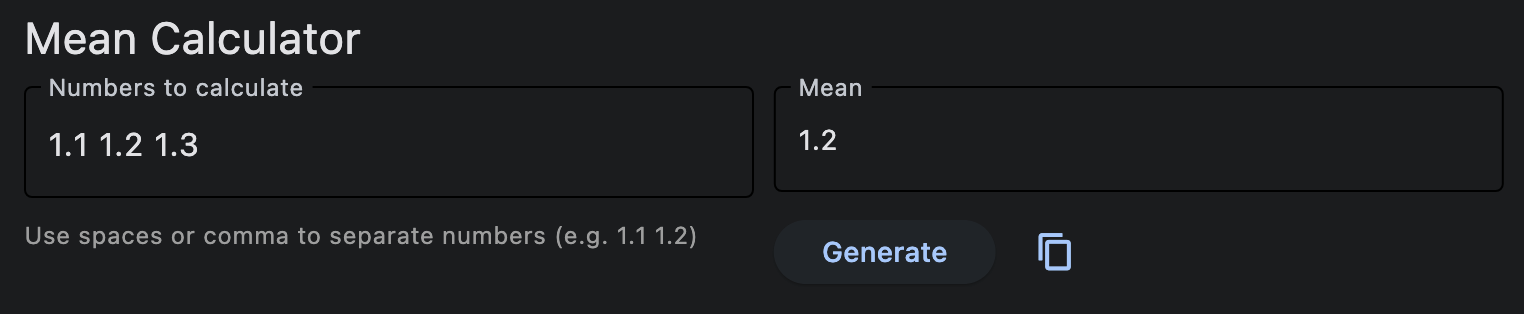 Mean Calculator
Numbers to calculate
1.1 1.2 1.3
Use spaces or comma to separate numbers (e.g. 1.1 1.2)
Mean
1.2
Generate